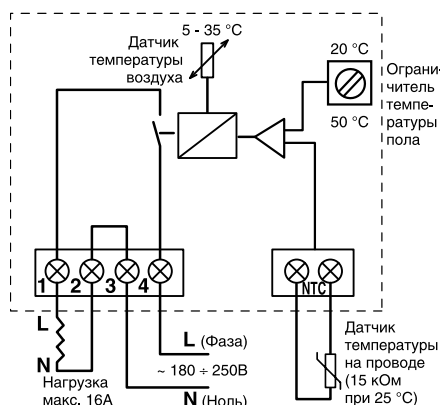 5 - 35 °C
Датчик
температуры
воздуха
20 °C
50 °C
Ограни-
читель
темпе-
ратуры
пола
1 2 3 4
NTC
L
N
Нагрузка
макс. 16А
L (Фаза)
~ 180 ÷ 250В
N (Ноль)
Датчик
температуры
на проводе
(15 кОм
при 25 °C)